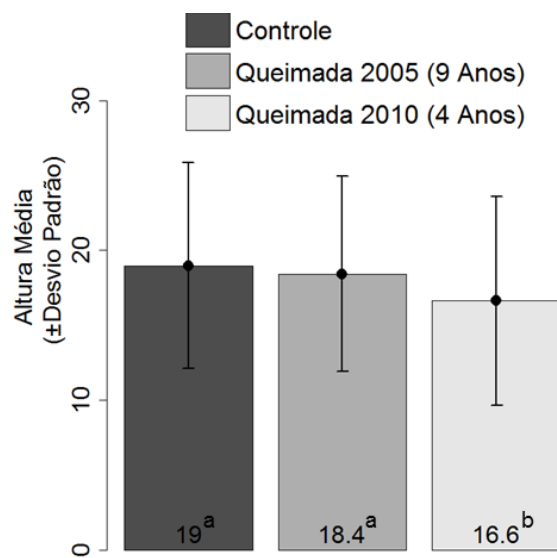 Controle
Queimada 2005 (9 Anos)
Queimada 2010 (4 Anos)
Altura Média
(±Desvio Padrão)
30
20
10
0
19a
18.4a
16.6b